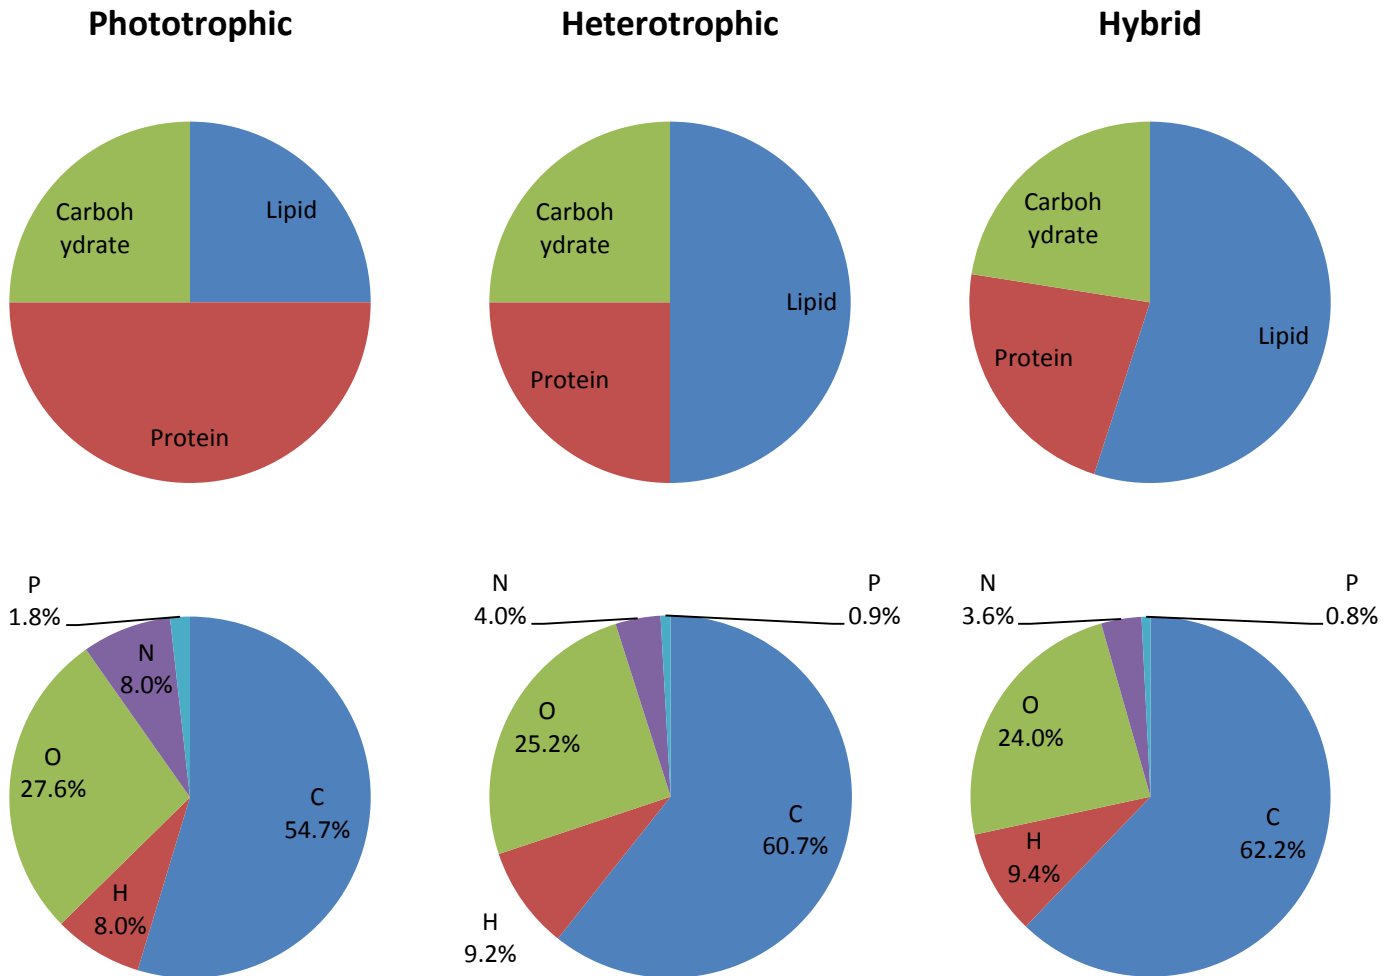 Phototrophic
Heterotrophic
Hybrid
Carboh
ydrate
Lipid
Protein
Carboh
ydrate
Lipid
Protein
Carboh
ydrate
Lipid
Protein
P
1.8%
N
8.0%
O
27.6%
C
54.7%
H
8.0%
N
4.0%
P
0.9%
O
25.2%
C
60.7%
H
9.2%
N
3.6%
P
0.8%
O
24.0%
C
62.2%
H
9.4%